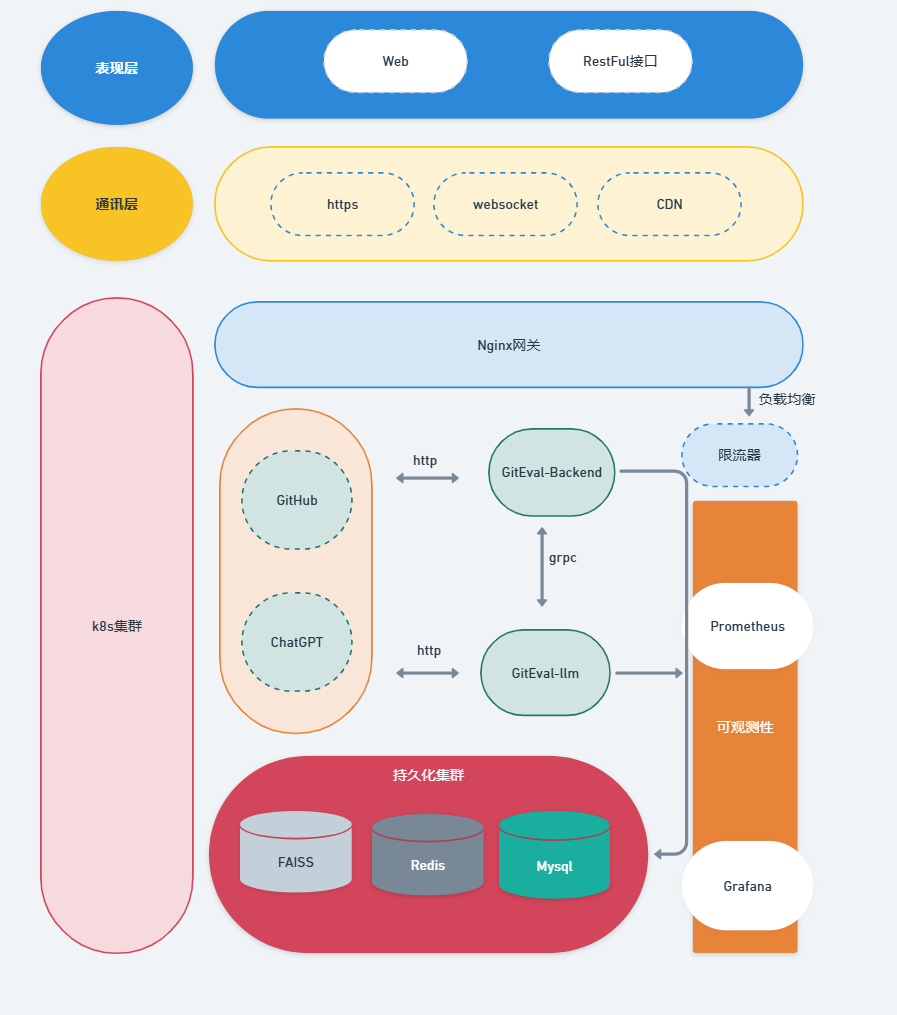 表现层
Web
RestFul接口
通讯层
https
websocket
CDN
Nginx网关
负载均衡
限流器
k8s集群
GitHub
http
GitEval-Backend
grpc
ChatGPT
http
GitEval-llm
Prometheus
可观测性
Grafana
持久化集群
FAISS
Redis
Mysql